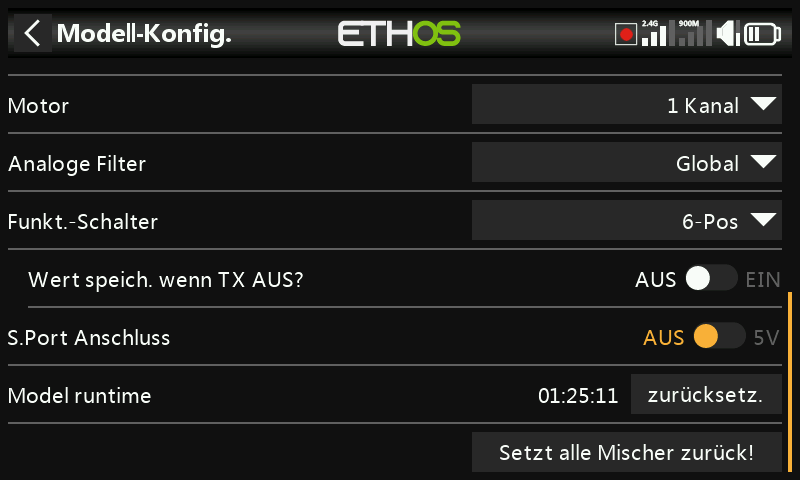 Modell-Konfig. ETHOS 2.4G 900M
Motor 1 Kanal
Analoge Filter Global
Funkt.-Schalter 6-Pos
Wert speich. wenn TX AUS? AUS EIN
S.Port Anschluss AUS 5V
Model runtime 01:25:11 zurücksetz.
Setzt alle Mischer zurück!